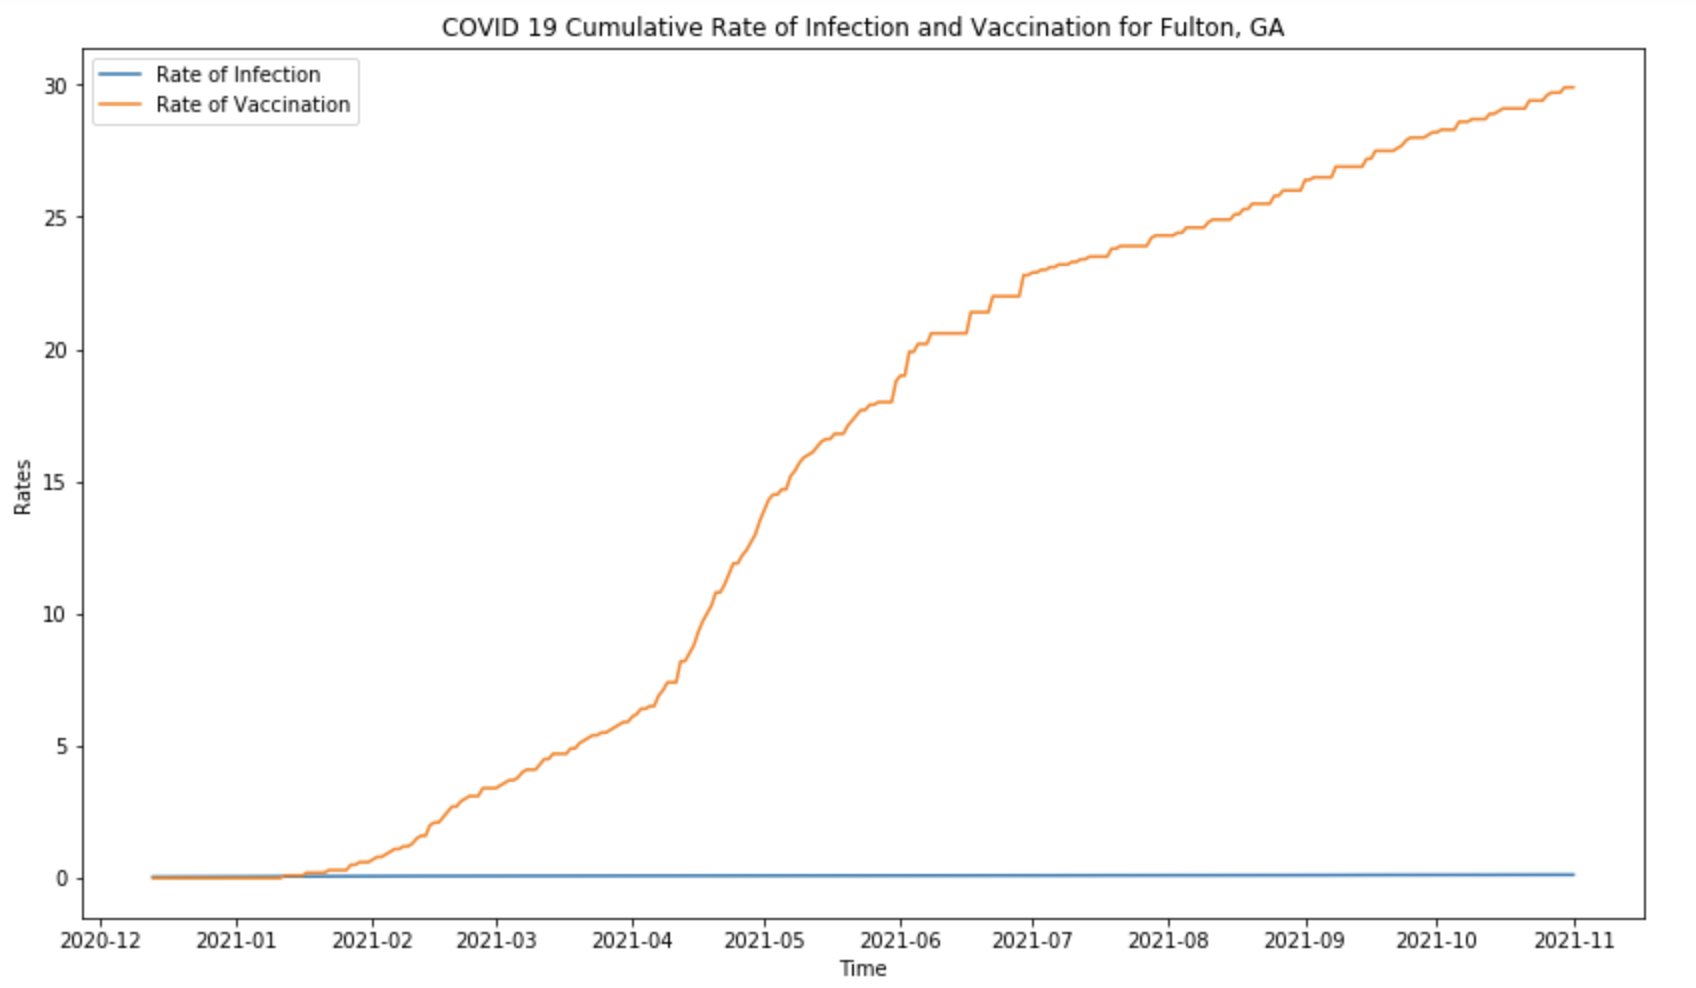 COVID 19 Cumulative Rate of Infection and Vaccination for Fulton, GA
Rate of Infection
Rate of Vaccination
30
25
20
15
10
5
0
Rates
2020-12 2021-01 2021-02 2021-03 2021-04 2021-05 2021-06 2021-07 2021-08 2021-09 2021-10 2021-11
Time